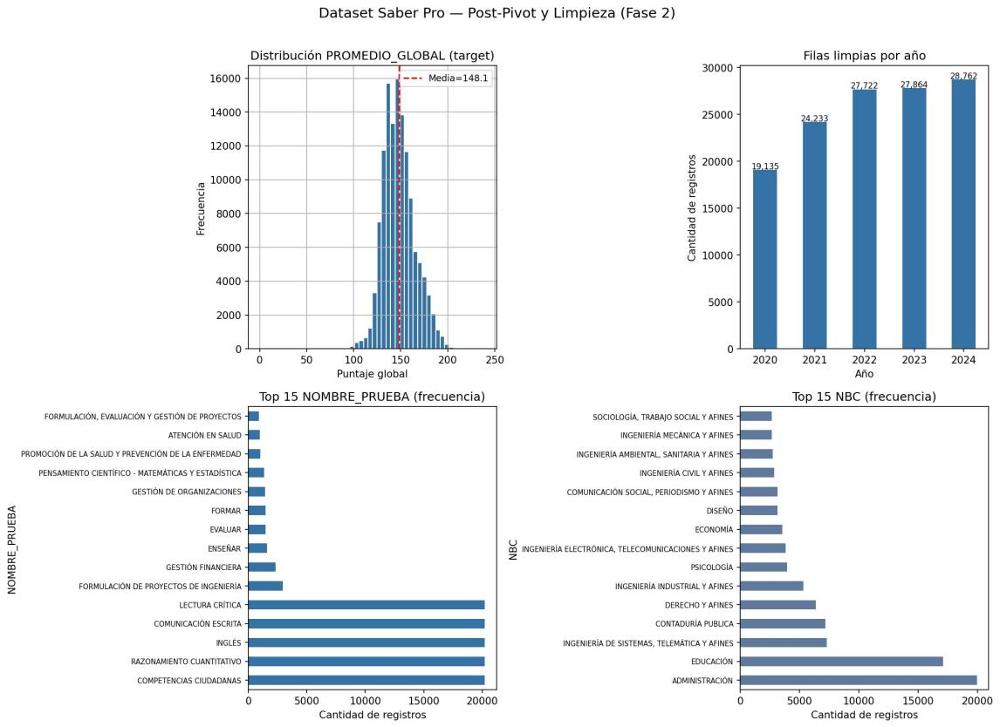 Dataset Saber Pro — Post-Pivot y Limpieza (Fase 2)
Distribución PROMEDIO_GLOBAL (target)
16000
14000
12000
10000
8000
6000
4000
2000
0
Frecuencia
Media=148.1
0 50 100 150 200 250
Puntaje global
Filas limpias por año
30000
25000
20000
15000
10000
5000
0
Cantidad de registros
19,135
24,233
27,722
27,864
28,762
2020 2021 2022 2023 2024
Año
Top 15 NOMBRE_PRUEBA (frecuencia)
NOMBRE_PRUEBA
FORMULACIÓN, EVALUACIÓN Y GESTIÓN DE PROYECTOS
ATENCIÓN EN SALUD
PROMOCIÓN DE LA SALUD Y PREVENCIÓN DE LA ENFERMEDAD
PENSAMIENTO CIENTÍFICO - MATEMÁTICAS Y ESTADÍSTICA
GESTIÓN DE ORGANIZACIONES
FORMAR
EVALUAR
ENSEÑAR
GESTIÓN FINANCIERA
FORMULACIÓN DE PROYECTOS DE INGENIERÍA
LECTURA CRÍTICA
COMUNICACIÓN ESCRITA
INGLÉS
RAZONAMIENTO CUANTITATIVO
COMPETENCIAS CIUDADANAS
0 5000 10000 15000 20000
Cantidad de registros
Top 15 NBC (frecuencia)
NBC
SOCIOLOGÍA, TRABAJO SOCIAL Y AFINES
INGENIERÍA MECÁNICA Y AFINES
INGENIERÍA AMBIENTAL, SANITARIA Y AFINES
INGENIERÍA CIVIL Y AFINES
COMUNICACIÓN SOCIAL, PERIODISMO Y AFINES
DISEÑO
ECONOMÍA
INGENIERÍA ELECTRÓNICA, TELECOMUNICACIONES Y AFINES
PSICOLOGÍA
INGENIERÍA INDUSTRIAL Y AFINES
DERECHO Y AFINES
CONTADURÍA PUBLICA
INGENIERÍA DE SISTEMAS, TELEMÁTICA Y AFINES
EDUCACIÓN
ADMINISTRACIÓN
0 5000 10000 15000 20000
Cantidad de registros